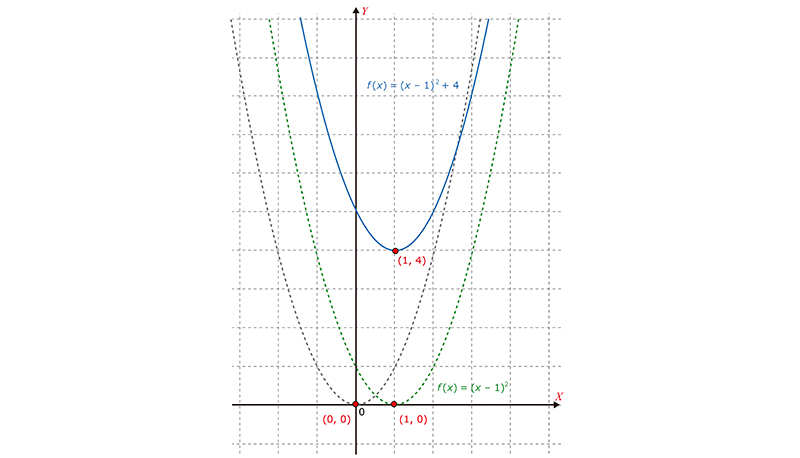 Y
f(x) = (x – 1)² + 4
(1, 4)
f(x) = (x – 1)²
X
0
(0, 0)
(1, 0)